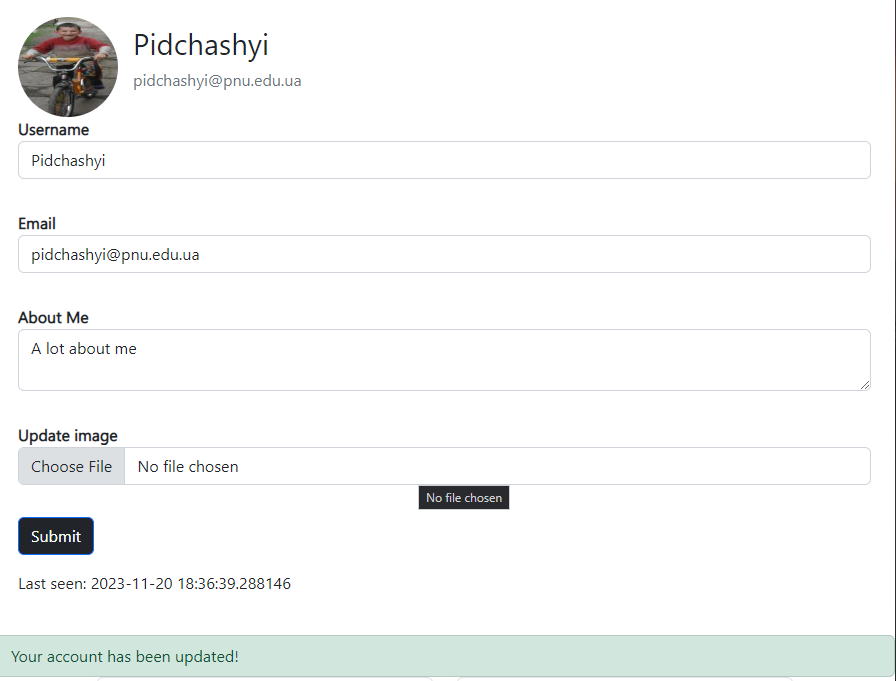 Pidchashyi
pidchashyi@pnu.edu.ua
Username
Pidchashyi
Email
pidchashyi@pnu.edu.ua
About Me
A lot about me
Update image
Choose File No file chosen
No file chosen
Submit
Last seen: 2023-11-20 18:36:39.288146
Your account has been updated!